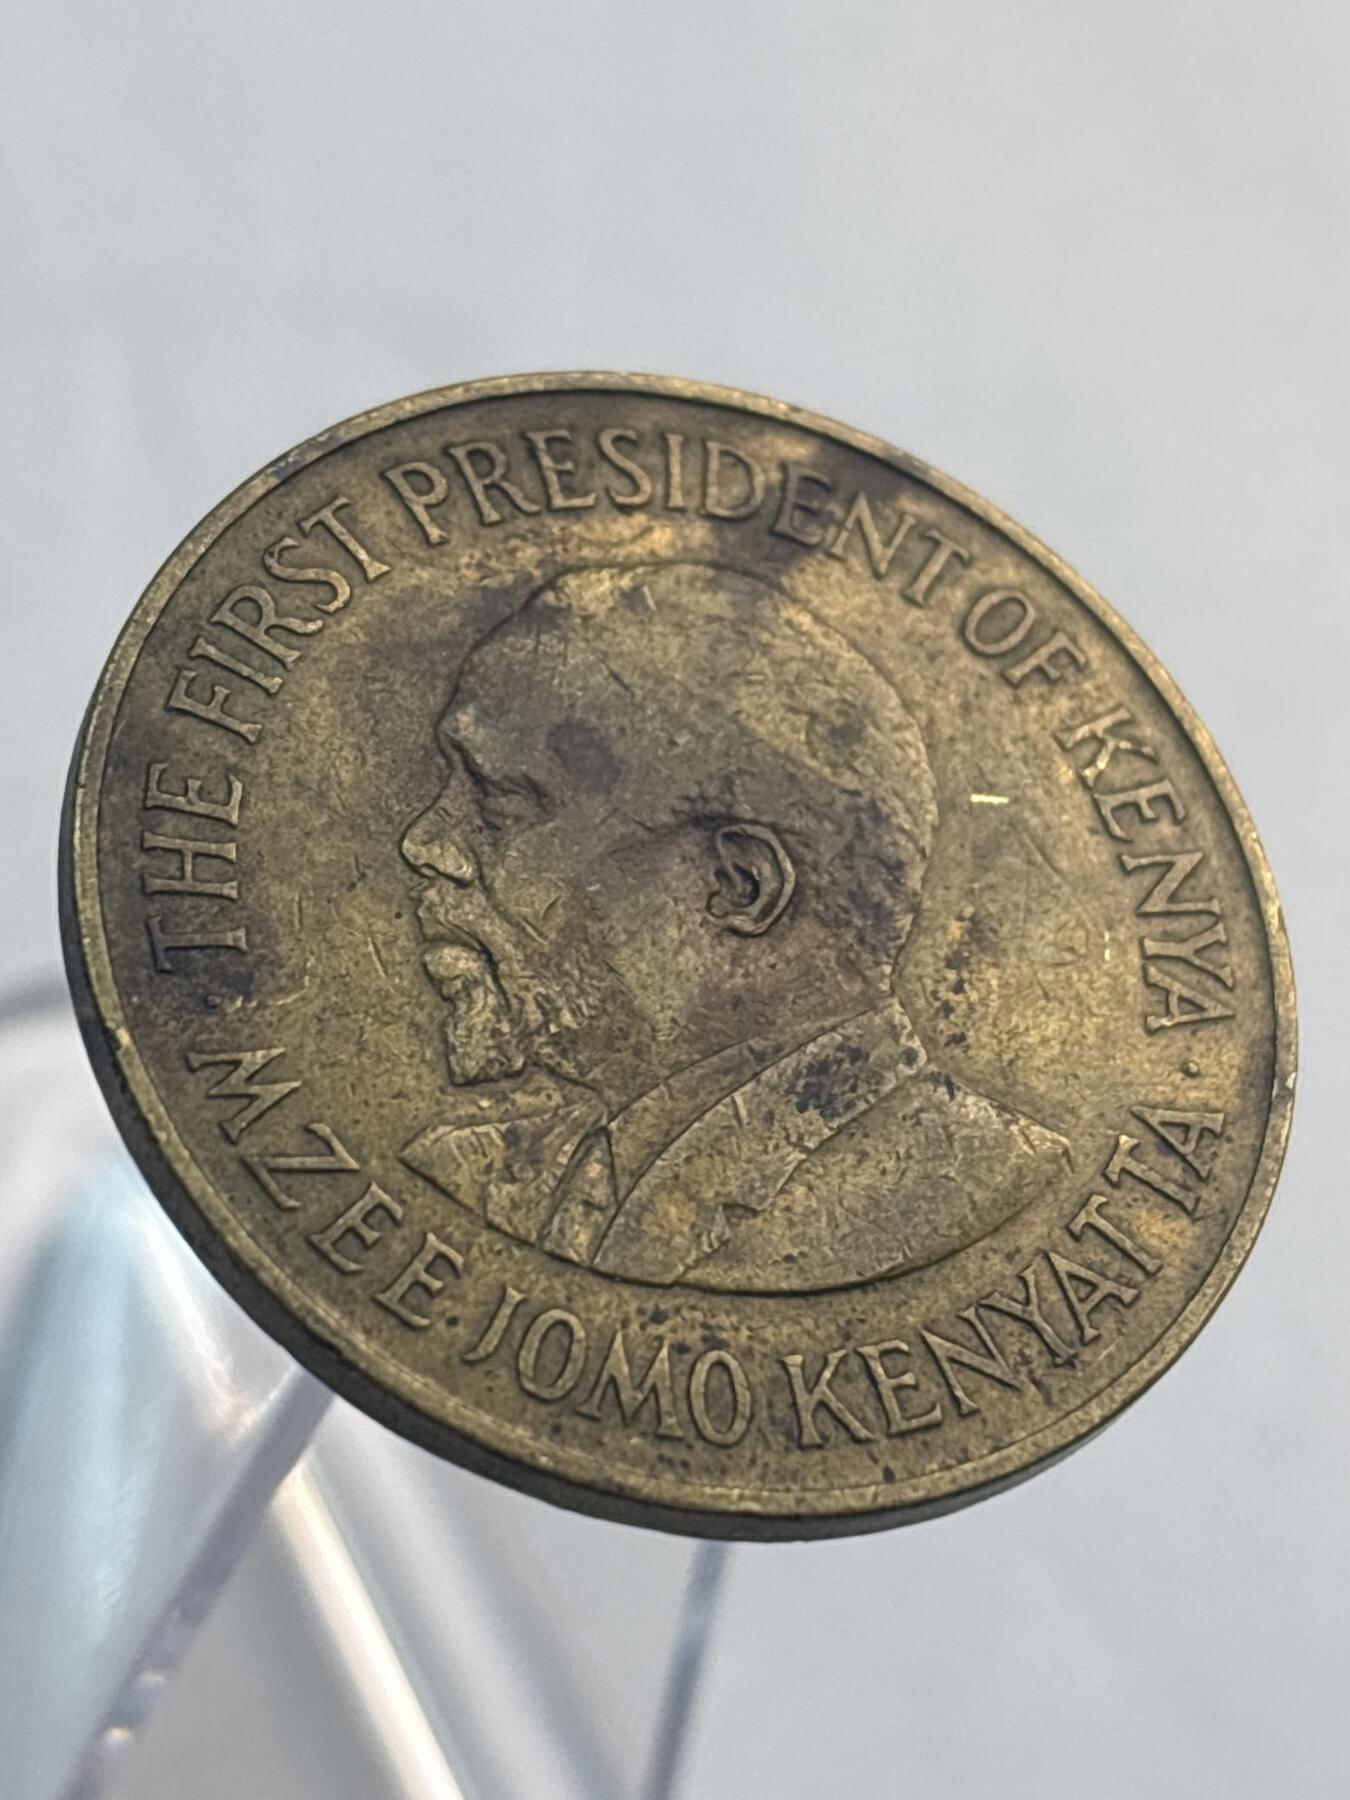 · THE FIRST PRESIDENT OF KENYA ·
MZEE JOMO KENYATTA